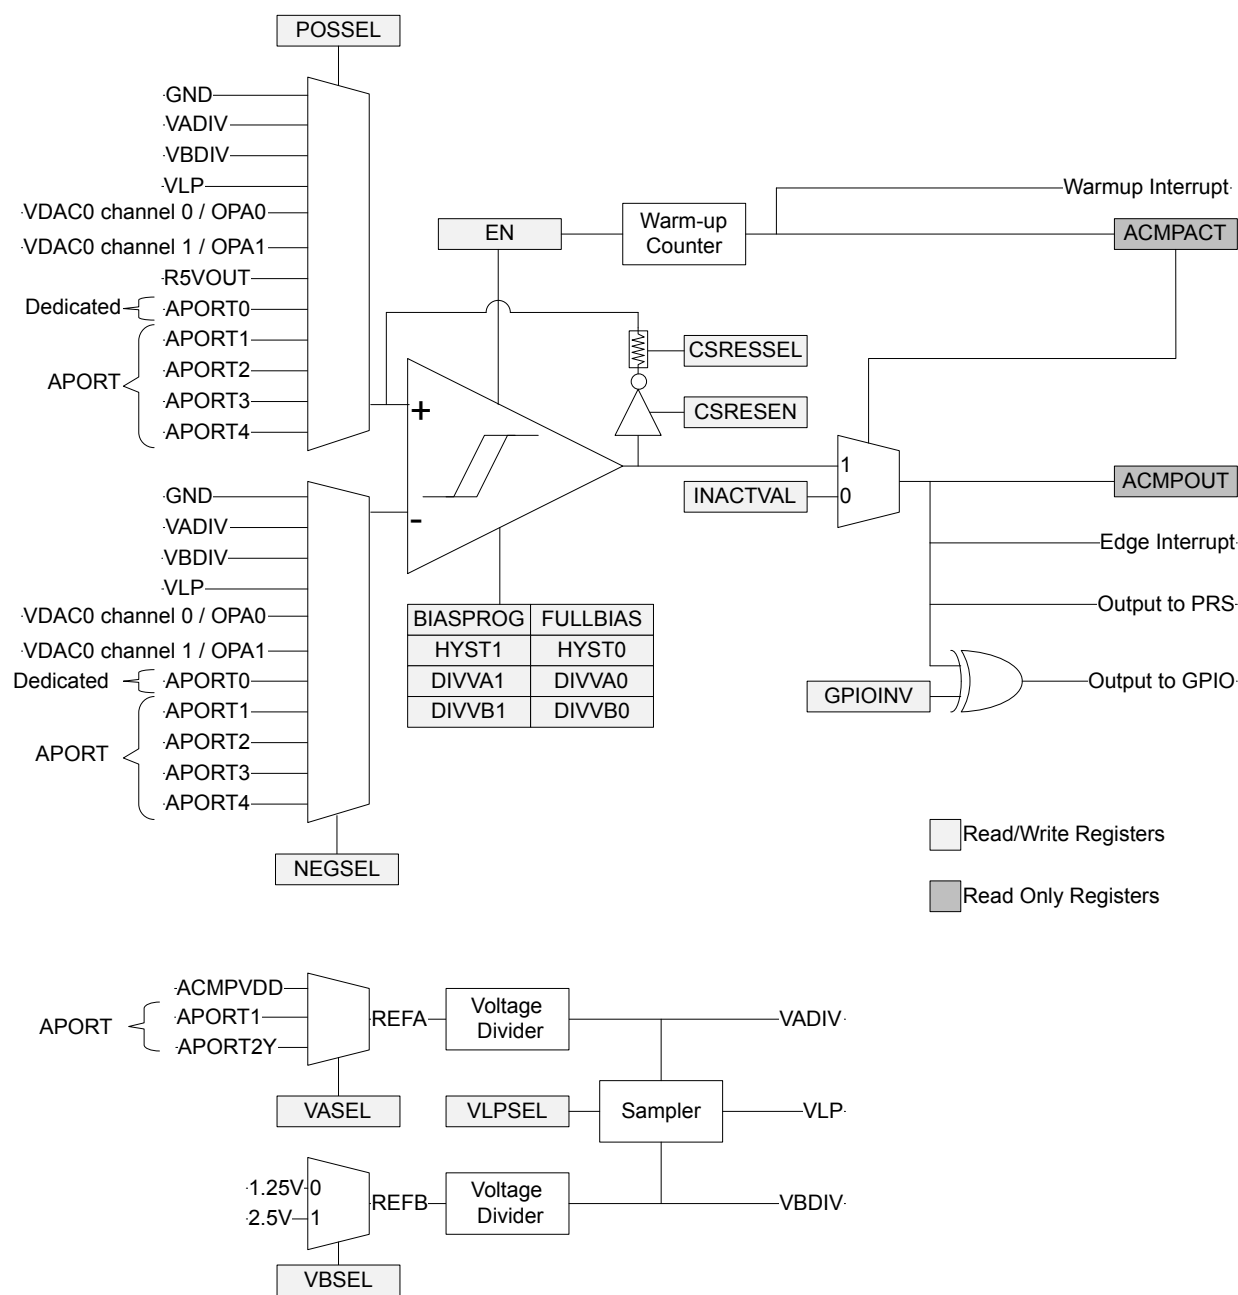 POSSEL
GND
VADIV
VBDIV
VLP
VDAC0 channel 0 / OPA0
VDAC0 channel 1 / OPA1
R5VOUT
Dedicated
APORT0
APORT1
APORT2
APORT
APORT3
APORT4
EN
Warm-up
Counter
Warmup Interrupt
ACMPACT
CSRESSEL
CSRESEN
+
-
1
0
INACTVAL
ACMPOUT
Edge Interrupt
Output to PRS
Output to GPIO
GPIOINV
GND
VADIV
VBDIV
VLP
VDAC0 channel 0 / OPA0
VDAC0 channel 1 / OPA1
Dedicated
APORT0
APORT1
APORT2
APORT
APORT3
APORT4
NEGSEL
BIASPROG FULLBIAS
HYST1 HYST0
DIVVA1 DIVVA0
DIVVB1 DIVVB0
Read/Write Registers
Read Only Registers
ACMPVDD
APORT
APORT1
APORT2Y
REFA
Voltage
Divider
VADIV
VASEL
VLPSEL
Sampler
VLP
1.25V 0
2.5V 1
REFB
Voltage
Divider
VBDIV
VBSEL